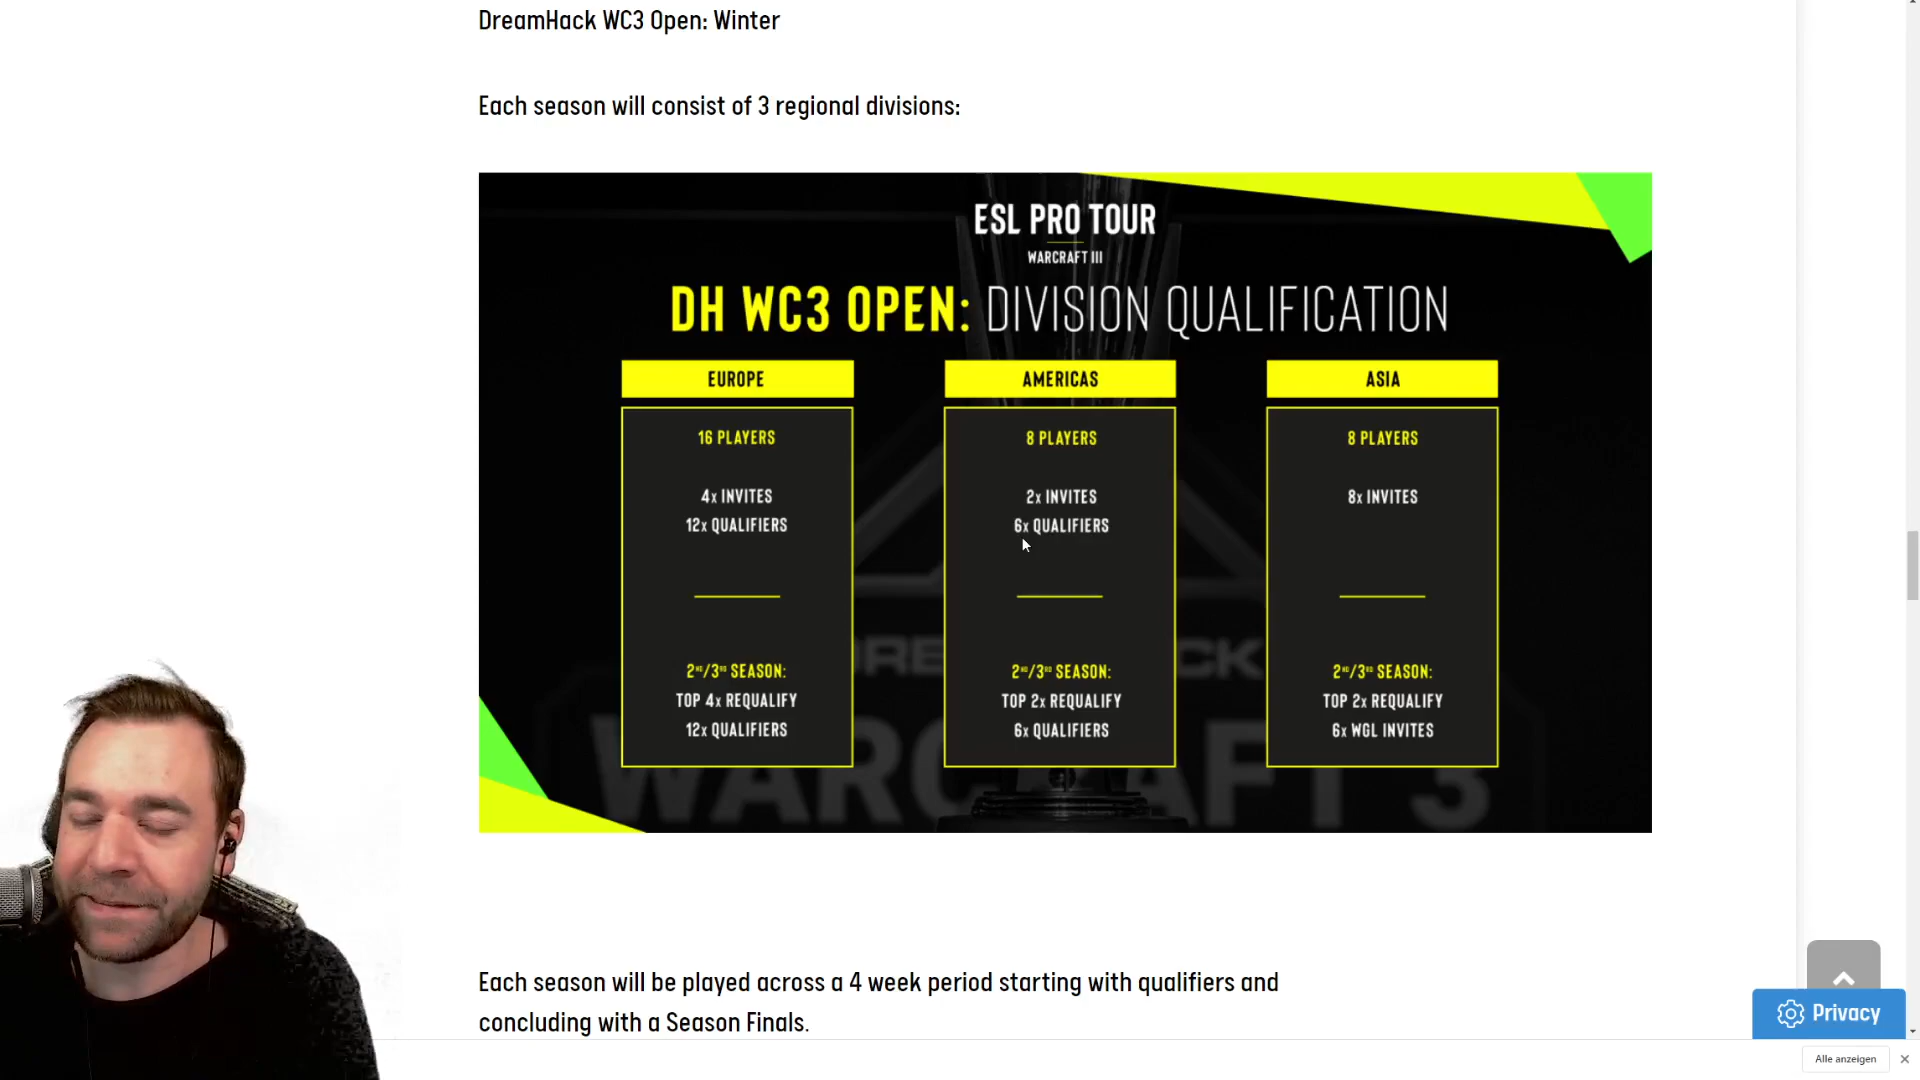 DreamHack WC3 Open: Winter
Each season will consist of 3 regional divisions:
ESL PRO TOUR
WARCRAFT III
DH WC3 OPEN: DIVISION QUALIFICATION
EUROPE
16 PLAYERS
4x INVITES
12x QUALIFIERS
2ND/3RD SEASON:
TOP 4x REQUALIFY
12x QUALIFIERS
AMERICAS
8 PLAYERS
2x INVITES
6x QUALIFIERS
2ND/3RD SEASON:
TOP 2x REQUALIFY
6x QUALIFIERS
ASIA
8 PLAYERS
8x INVITES
2ND/3RD SEASON:
TOP 2x REQUALIFY
6x WGL INVITES
WARCRAFT 3
Each season will be played across a 4 week period starting with qualifiers and
concluding with a Season Finals.
Privacy
Alle anzeigen